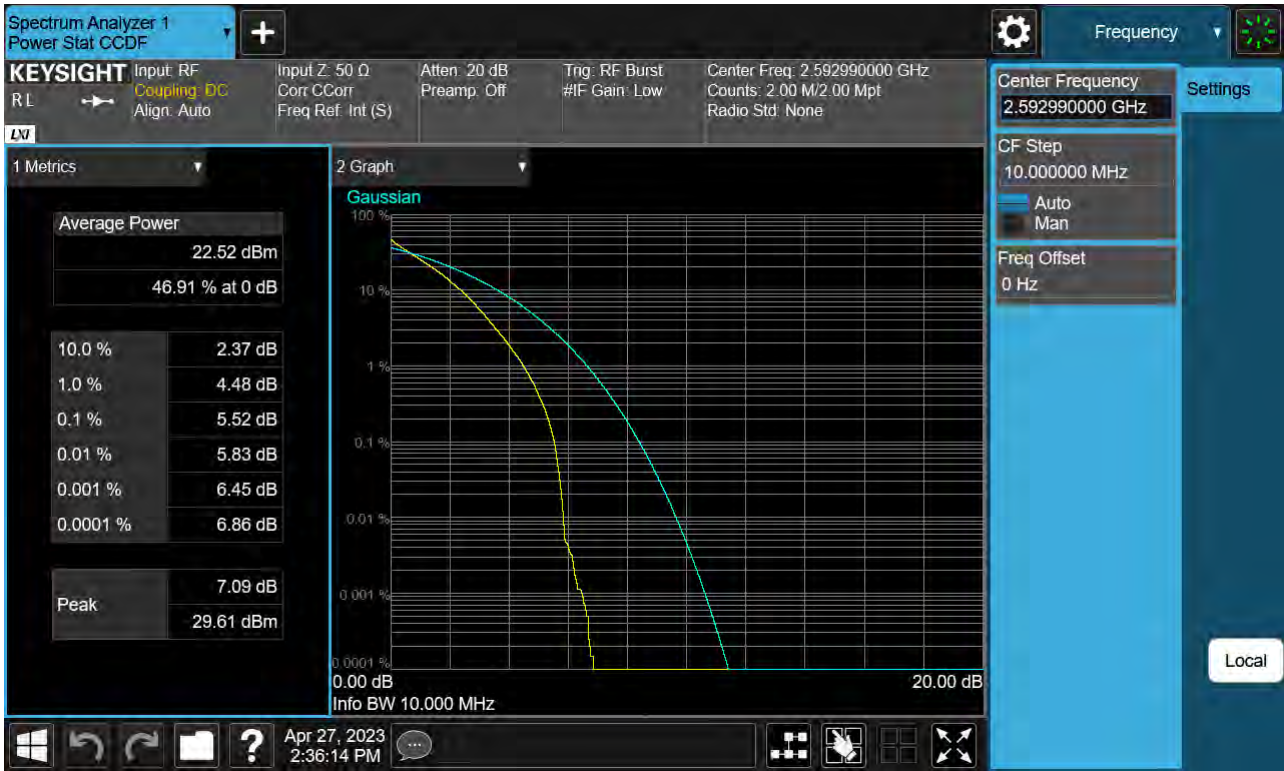 Spectrum Analyzer 1
Power Stat CCDF
Frequency
KEYSIGHT
RL
LXI
Input: RF
Coupling: DC
Align: Auto
Input Z: 50 Ω
Corr CCorr
Freq Ref: Int (S)
Atten: 20 dB
Preamp: Off
Trig: RF Burst
#IF Gain: Low
Center Freq: 2.592990000 GHz
Counts: 2.00 M/2.00 Mpt
Radio Std: None
Center Frequency
2.592990000 GHz
CF Step
10.000000 MHz
Auto
Man
Freq Offset
0 Hz
Settings
Local
1 Metrics
Average Power
22.52 dBm
46.91 % at 0 dB
10.0 % 2.37 dB
1.0 % 4.48 dB
0.1 % 5.52 dB
0.01 % 5.83 dB
0.001 % 6.45 dB
0.0001 % 6.86 dB
Peak
7.09 dB
29.61 dBm
2 Graph
Gaussian
100 %
10 %
1 %
0.1 %
0.01 %
0.001 %
0.0001 %
0.00 dB
20.00 dB
Info BW 10.000 MHz
?
Apr 27, 2023
2:36:14 PM